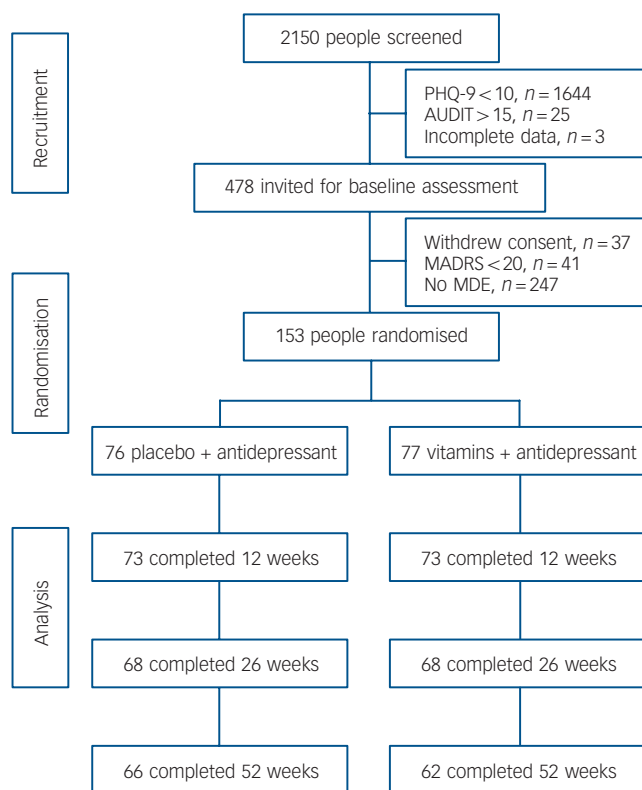 Recruitment
2150 people screened
PHQ-9 < 10, n = 1644
AUDIT > 15, n = 25
Incomplete data, n = 3
478 invited for baseline assessment
Withdrew consent, n = 37
MADRS < 20, n = 41
No MDE, n = 247
Randomisation
153 people randomised
76 placebo + antidepressant
77 vitamins + antidepressant
Analysis
73 completed 12 weeks
73 completed 12 weeks
68 completed 26 weeks
68 completed 26 weeks
66 completed 52 weeks
62 completed 52 weeks